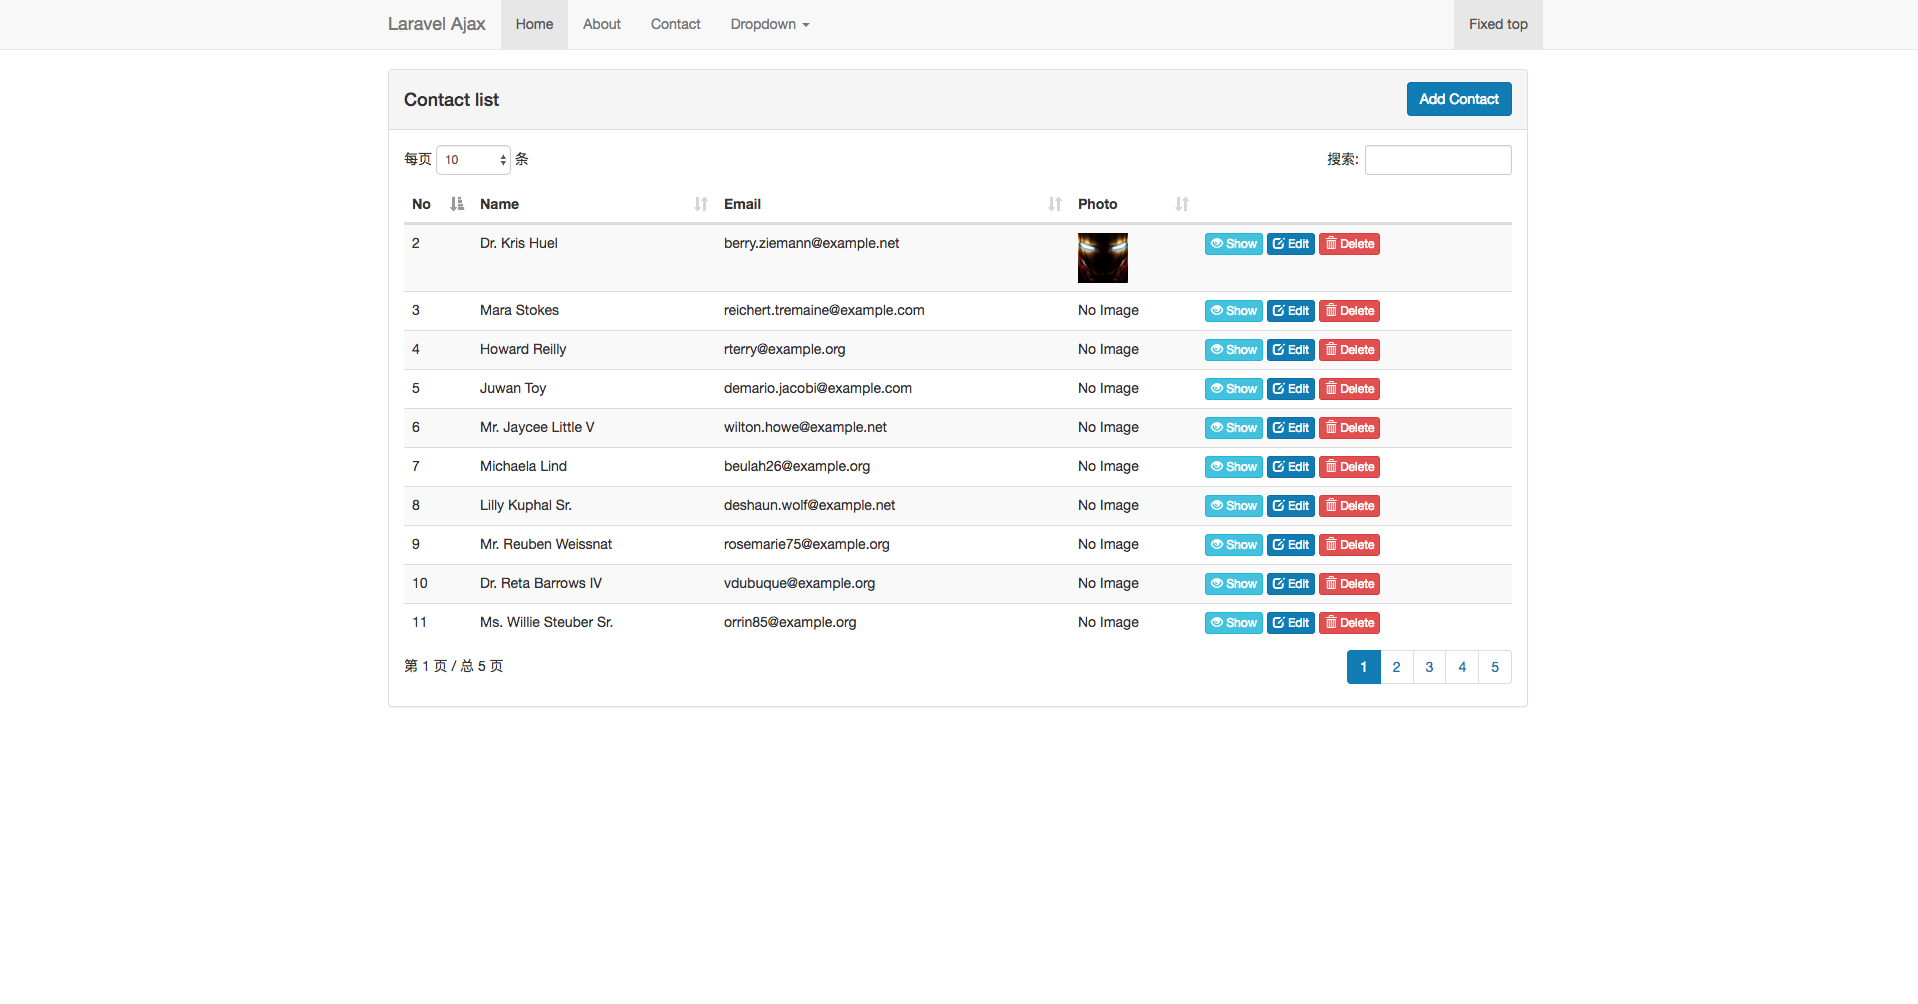 Laravel Ajax Home About Contact Dropdown Fixed top
Contact list Add Contact
每页 10 条 搜索:
No Name Email Photo
2 Dr. Kris Huel berry.ziemann@example.net Show Edit Delete
3 Mara Stokes reichert.tremaine@example.com No Image Show Edit Delete
4 Howard Reilly rterry@example.org No Image Show Edit Delete
5 Juwan Toy demario.jacobi@example.com No Image Show Edit Delete
6 Mr. Jaycee Little V wilton.howe@example.net No Image Show Edit Delete
7 Michaela Lind beulah26@example.org No Image Show Edit Delete
8 Lilly Kuphal Sr. deshaun.wolf@example.net No Image Show Edit Delete
9 Mr. Reuben Weissnat rosemarie75@example.org No Image Show Edit Delete
10 Dr. Reta Barrows IV vdubuque@example.org No Image Show Edit Delete
11 Ms. Willie Steuber Sr. orrin85@example.org No Image Show Edit Delete
第 1 页 / 总 5 页 1 2 3 4 5